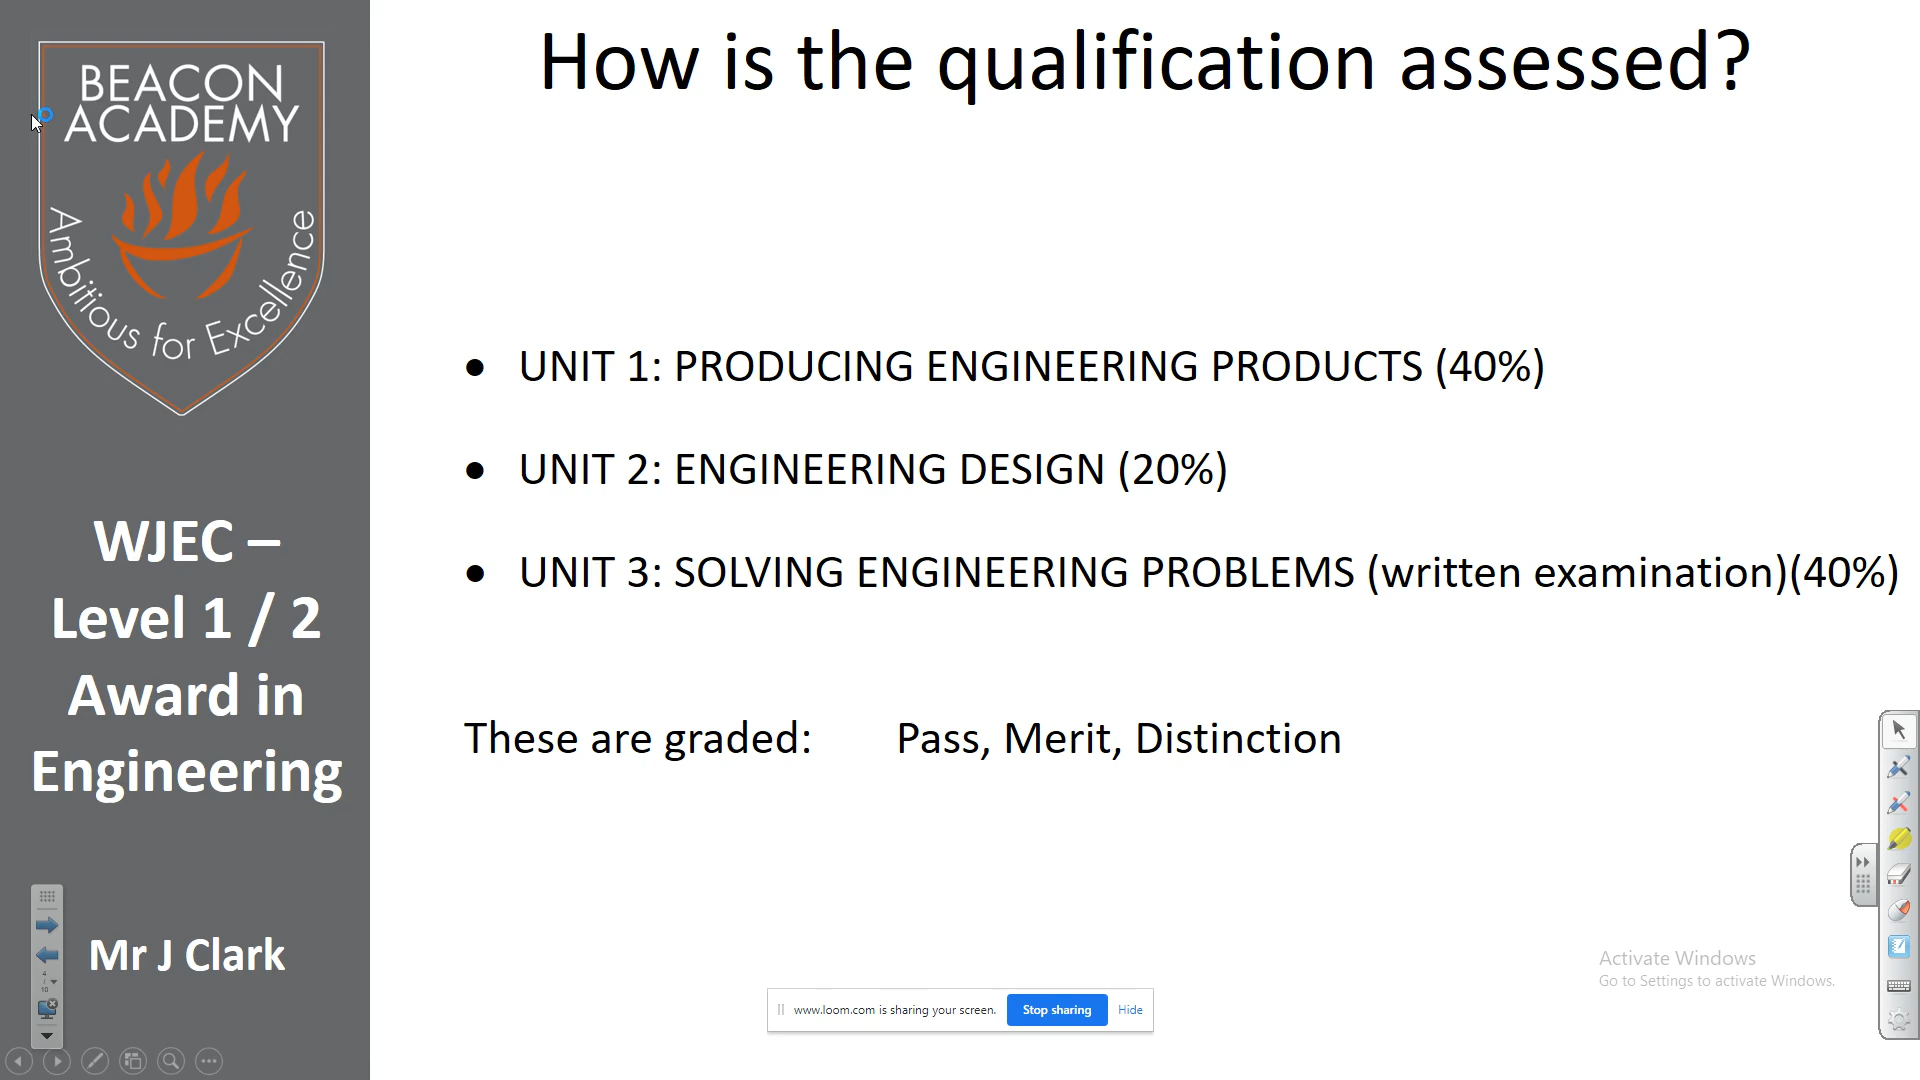 BEACON
ACADEMY
Ambitious for Excellence
WJEC –
Level 1 / 2
Award in
Engineering
Mr J Clark
How is the qualification assessed?
• UNIT 1: PRODUCING ENGINEERING PRODUCTS (40%)
• UNIT 2: ENGINEERING DESIGN (20%)
• UNIT 3: SOLVING ENGINEERING PROBLEMS (written examination)(40%)
These are graded: Pass, Merit, Distinction
Activate Windows
Go to Settings to activate Windows.
www.loom.com is sharing your screen. Stop sharing Hide
4
10